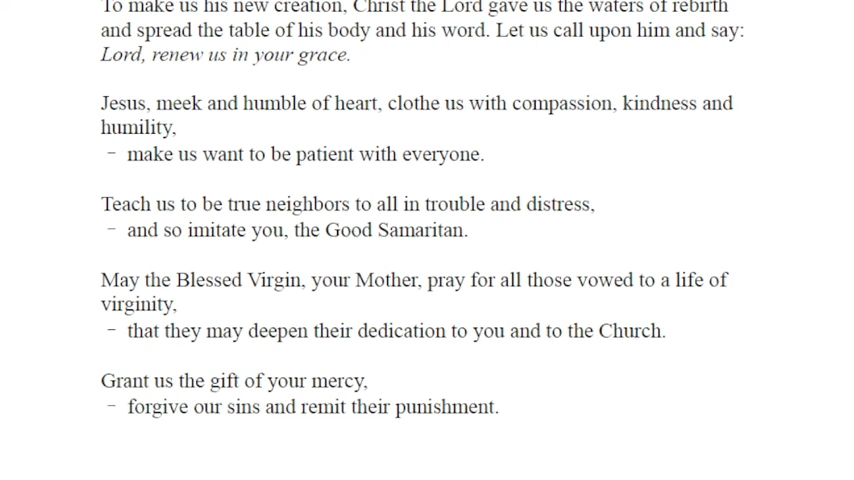 To make us his new creation, Christ the Lord gave us the waters of rebirth
and spread the table of his body and his word. Let us call upon him and say:
Lord, renew us in your grace.
Jesus, meek and humble of heart, clothe us with compassion, kindness and
humility,
- make us want to be patient with everyone.
Teach us to be true neighbors to all in trouble and distress,
- and so imitate you, the Good Samaritan.
May the Blessed Virgin, your Mother, pray for all those vowed to a life of
virginity,
- that they may deepen their dedication to you and to the Church.
Grant us the gift of your mercy,
- forgive our sins and remit their punishment.